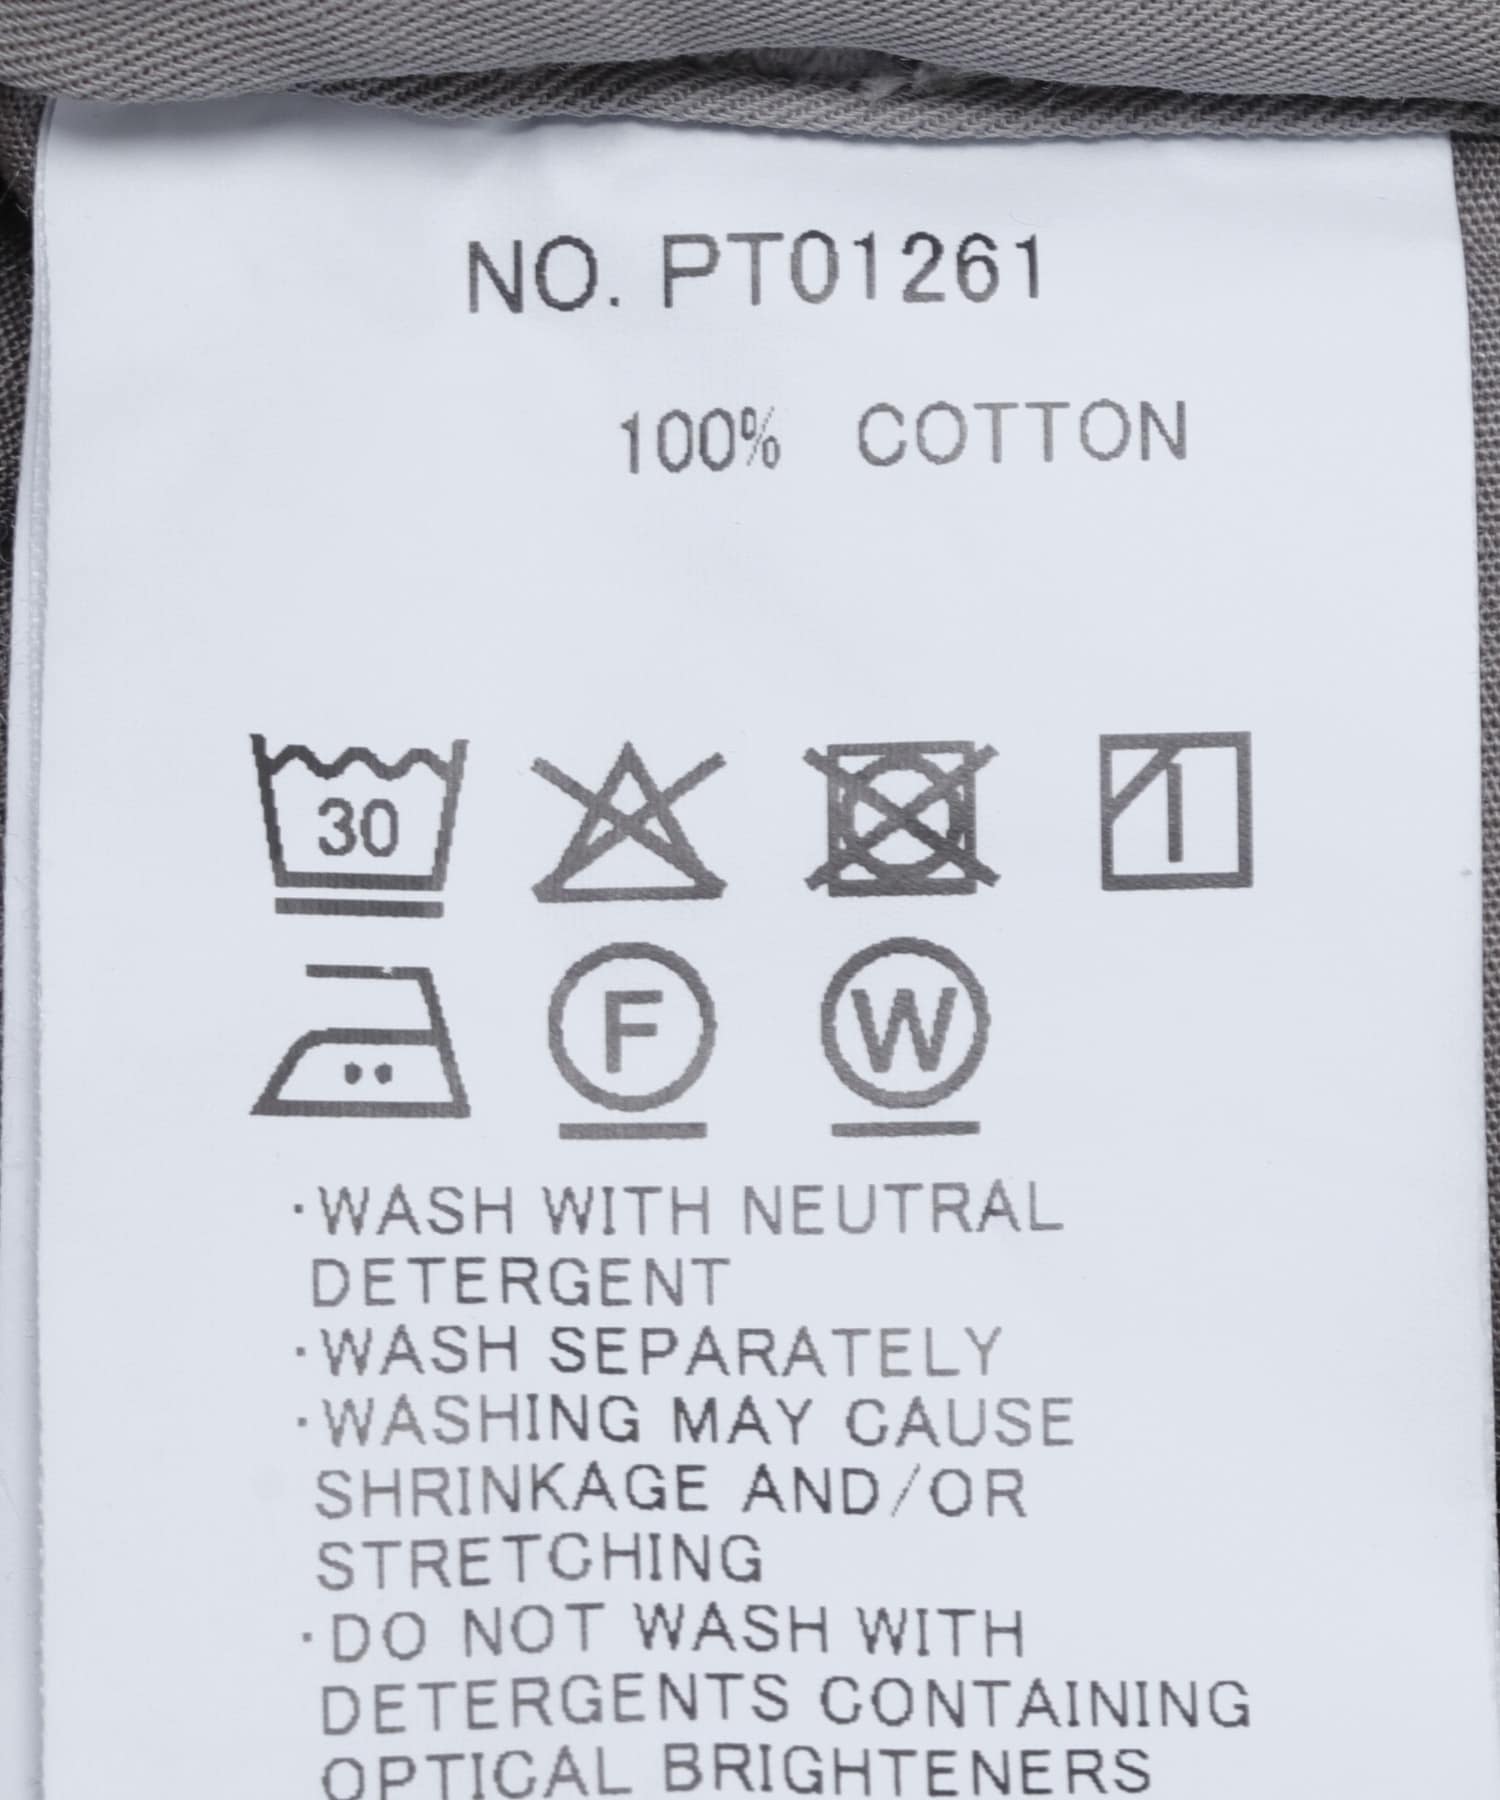 NO. PT01261
100% COTTON
30
F W
·WASH WITH NEUTRAL
DETERGENT
·WASH SEPARATELY
·WASHING MAY CAUSE
SHRINKAGE AND/OR
STRETCHING
·DO NOT WASH WITH
DETERGENTS CONTAINING
OPTICAL BRIGHTENERS